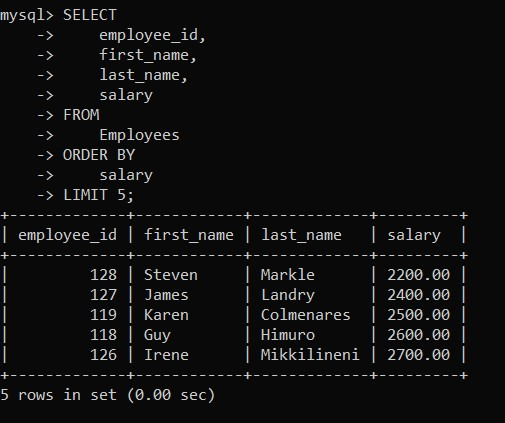 mysql> SELECT
    ->     employee_id,
    ->     first_name,
    ->     last_name,
    ->     salary
    -> FROM
    ->     Employees
    -> ORDER BY
    ->     salary
    -> LIMIT 5;
+-------------+------------+-------------+---------+
| employee_id | first_name | last_name   | salary  |
+-------------+------------+-------------+---------+
|         128 | Steven     | Markle      | 2200.00 |
|         127 | James      | Landry      | 2400.00 |
|         119 | Karen      | Colmenares  | 2500.00 |
|         118 | Guy        | Himuro      | 2600.00 |
|         126 | Irene      | Mikkilineni | 2700.00 |
+-------------+------------+-------------+---------+
5 rows in set (0.00 sec)